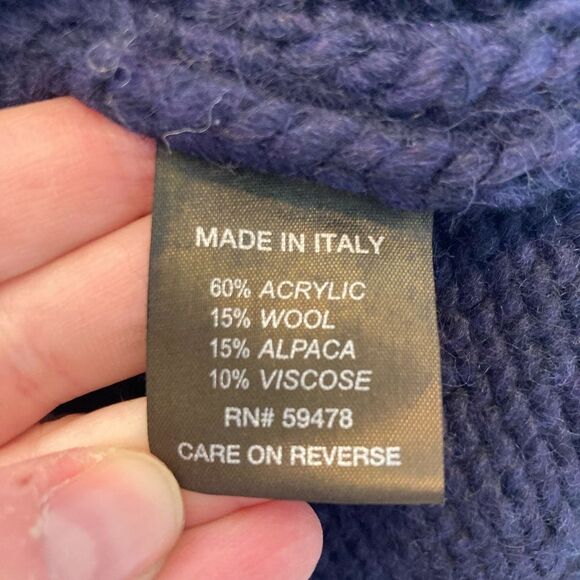 MADE IN ITALY
60% ACRYLIC
15% WOOL
15% ALPACA
10% VISCOSE
RN# 59478
CARE ON REVERSE